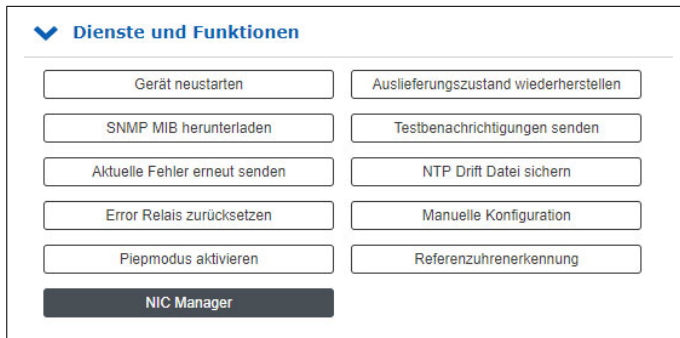 Dienste und Funktionen
Gerät neustarten
Auslieferungszustand wiederherstellen
SNMP MIB herunterladen
Testbenachrichtigungen senden
Aktuelle Fehler erneut senden
NTP Drift Datei sichern
Error Relais zurücksetzen
Manuelle Konfiguration
Piepmodus aktivieren
Referenzuhrenerkennung
NIC Manager